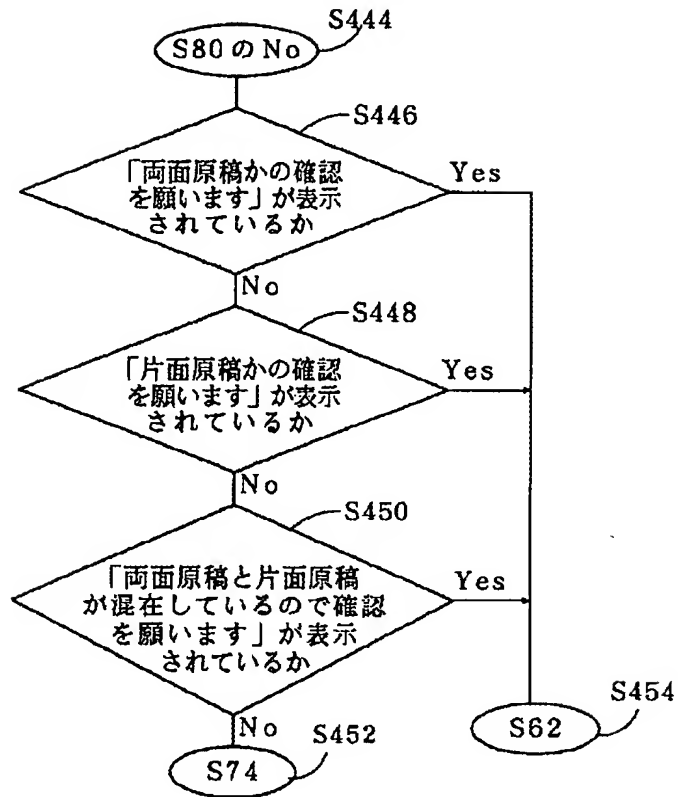 S444
S80のNo
S446
「両面原稿かの確認
を願います」が表示
されているか
Yes
No
S448
「片面原稿かの確認
を願います」が表示
されているか
Yes
No
S450
「両面原稿と片面原稿
が混在しているので確認
を願います」が表示
されているか
Yes
No
S452
S74
S454
S62